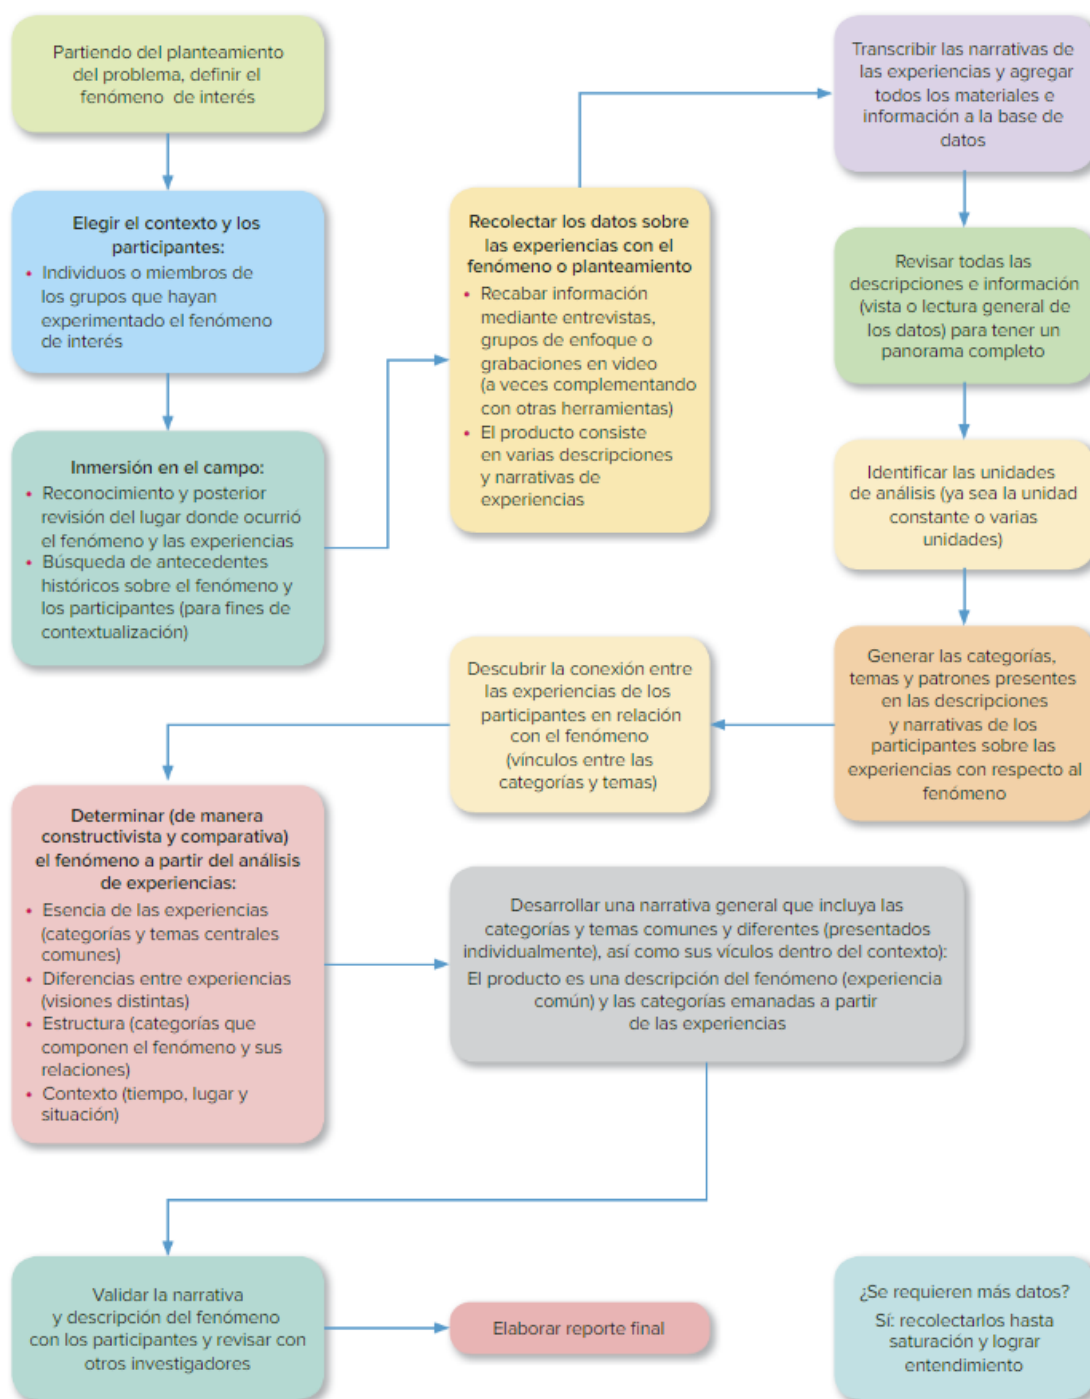 Partiendo del planteamiento
del problema, definir el
fenómeno de interés
Elegir el contexto y los
participantes:
• Individuos o miembros de
los grupos que hayan
experimentado el fenómeno
de interés
Inmersión en el campo:
• Reconocimiento y posterior
revisión del lugar donde ocurrió
el fenómeno y las experiencias
• Búsqueda de antecedentes
históricos sobre el fenómeno y
los participantes (para fines de
contextualización)
Recolectar los datos sobre
las experiencias con el
fenómeno o planteamiento
• Recabar información
mediante entrevistas,
grupos de enfoque o
grabaciones en video
(a veces complementando
con otras herramientas)
• El producto consiste
en varias descripciones
y narrativas de
experiencias
Transcribir las narrativas de
las experiencias y agregar
todos los materiales e
información a la base de
datos
Revisar todas las
descripciones e información
(vista o lectura general de
los datos) para tener un
panorama completo
Identificar las unidades
de análisis (ya sea la unidad
constante o varias
unidades)
Generar las categorías,
temas y patrones presentes
en las descripciones
y narrativas de los
participantes sobre las
experiencias con respecto al
fenómeno
Descubrir la conexión entre
las experiencias de los
participantes en relación
con el fenómeno
(vínculos entre las
categorías y temas)
Determinar (de manera
constructivista y comparativa)
el fenómeno a partir del análisis
de experiencias:
• Esencia de las experiencias
(categorías y temas centrales
comunes)
• Diferencias entre experiencias
(visiones distintas)
• Estructura (categorías que
componen el fenómeno y sus
relaciones)
• Contexto (tiempo, lugar y
situación)
Desarrollar una narrativa general que incluya las
categorías y temas comunes y diferentes (presentados
individualmente), así como sus vículos dentro del contexto):
El producto es una descripción del fenómeno (experiencia
común) y las categorías emanadas a partir
de las experiencias
Validar la narrativa
y descripción del fenómeno
con los participantes y revisar con
otros investigadores
Elaborar reporte final
¿Se requieren más datos?
Sí: recolectarlos hasta
saturación y lograr
entendimiento